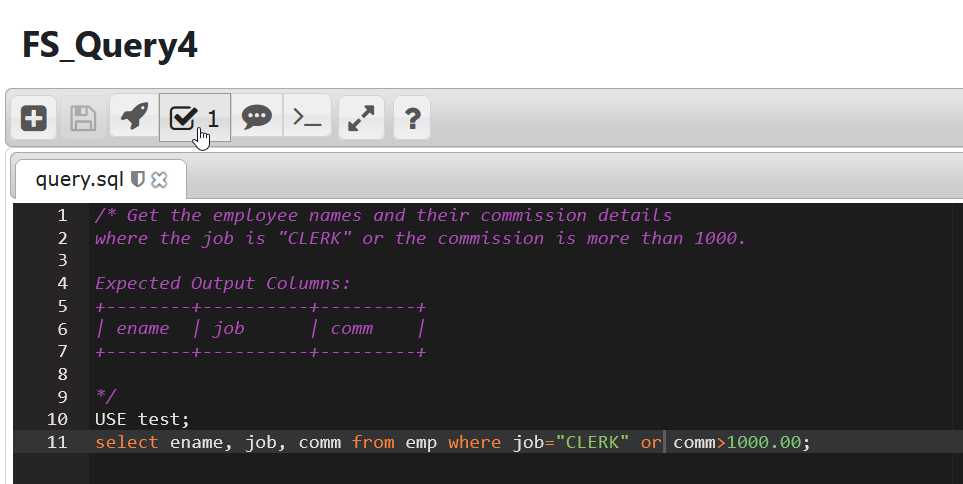 FS_Query4
1
?
query.sql
1 /* Get the employee names and their commission details
2 where the job is "CLERK" or the commission is more than 1000.
3
4 Expected Output Columns:
5 +--------+----------+---------+
6 | ename  | job      | comm    |
7 +--------+----------+---------+
8
9 */
10 USE test;
11 select ename, job, comm from emp where job="CLERK" or comm>1000.00;